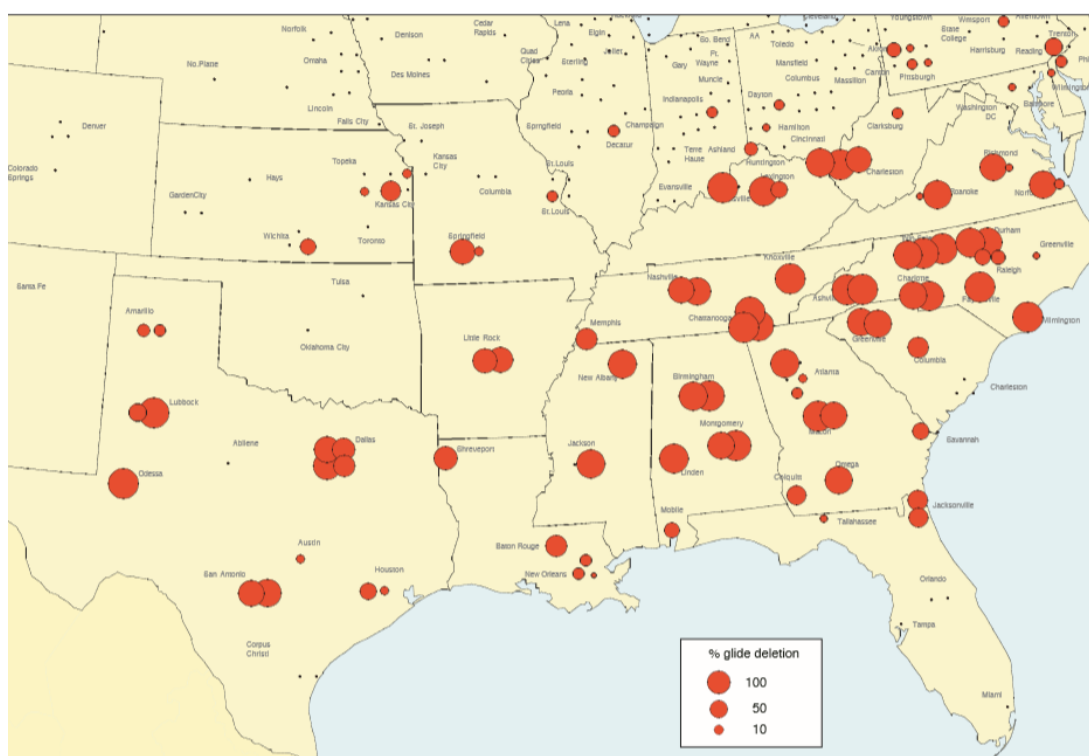 Norfolk
Denison
Cedar
Rapids
Lena
Elgin
So. Bend
AA
Cleveland
Youngstown
Wmsport
Allentown
Omaha
Quad
Cities
Sterling
Joliet
Gary
Ft.
Wayne
Toledo
Akron
State
College
Harrisburg
Reading
Trenton
No.Platte
Des Moines
Peoria
Muncie
Mansfield
Columbus
Massillon
Canton
Pittsburgh
Wilmington
Lincoln
Indianapolis
Dayton
Washington
DC
Baltimore
Falls City
St. Joseph
Springfield
Champaign
Decatur
Hamilton
Cincinnati
Clarksburg
Denver
Topeka
Kansas
City
St.Louis
Terre
Haute
Ashland
Huntington
Richmond
Colorado
Springs
Hays
Columbia
Evansville
Lexington
Charleston
GardenCity
Kansas City
St.Louis
Roanoke
Wichita
Toronto
Springfield
Durham
Greenville
Santa Fe
Tulsa
Nashville
Knoxville
Raleigh
Amarillo
Chattanooga
Charlotte
Oklahoma City
Little Rock
Memphis
Greenville
Wilmington
New Albany
Atlanta
Columbia
Lubbock
Birmingham
Charleston
Abilene
Dallas
Montgomery
Macon
Shreveport
Jackson
Savannah
Odessa
Linden
Omega
Colquitt
Mobile
Jacksonville
Tallahassee
Austin
Baton Rouge
San Antonio
Houston
New Orleans
Orlando
Corpus
Christi
Tampa
Miami
% glide deletion
100
50
10